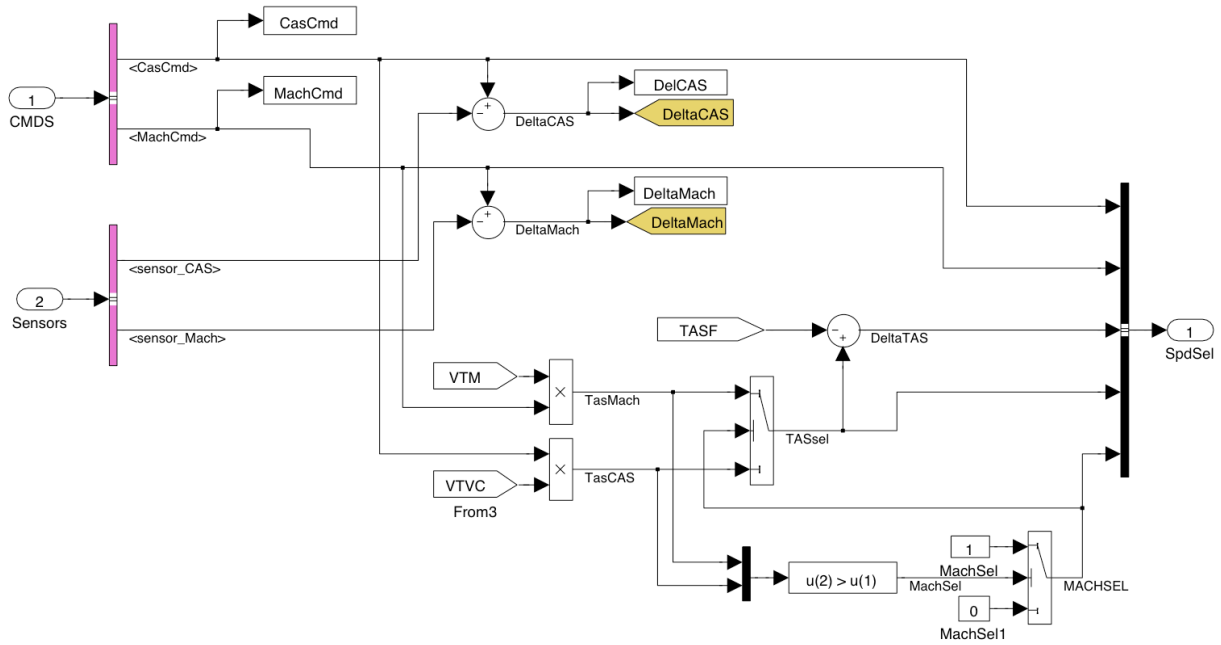 CasCmd
<CasCmd>
1
CMDS
MachCmd
<MachCmd>
DelCAS
+
−
DeltaCAS
DeltaCAS
DeltaMach
+
−
DeltaMach
DeltaMach
<sensor_CAS>
2
Sensors
<sensor_Mach>
TASF
−
+
DeltaTAS
1
SpdSel
VTM
×
TasMach
TASsel
×
TasCAS
VTVC
From3
1
MachSel
u(2) > u(1)
MachSel
MACHSEL
0
MachSel1